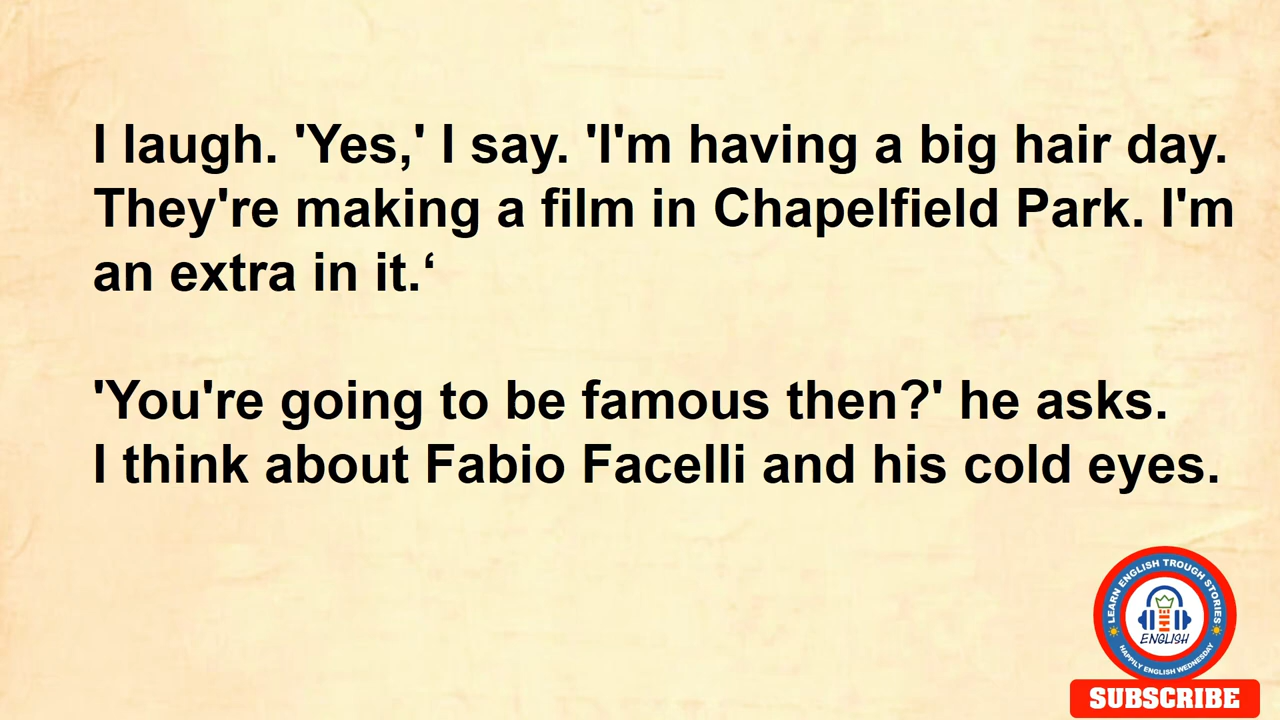 I laugh. 'Yes,' I say. 'I'm having a big hair day.
They're making a film in Chapelfield Park. I'm
an extra in it.‘
'You're going to be famous then?' he asks.
I think about Fabio Facelli and his cold eyes.
LEARN ENGLISH TROUGH STORIES
ENGLISH
HAPPILY ENGLISH WEDNESDAY
SUBSCRIBE